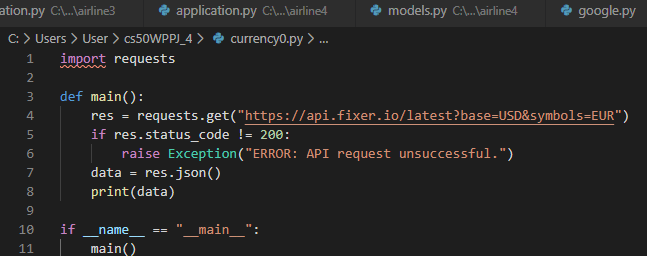 ation.py C:\...\airline3 application.py C:\...\airline4 models.py C:\...\airline4 google.py
C: > Users > User > cs50WPPJ_4 > currency0.py > ...
1 import requests
2
3 def main():
4     res = requests.get("https://api.fixer.io/latest?base=USD&symbols=EUR")
5     if res.status_code != 200:
6         raise Exception("ERROR: API request unsuccessful.")
7     data = res.json()
8     print(data)
9
10 if __name__ == "__main__":
11     main()